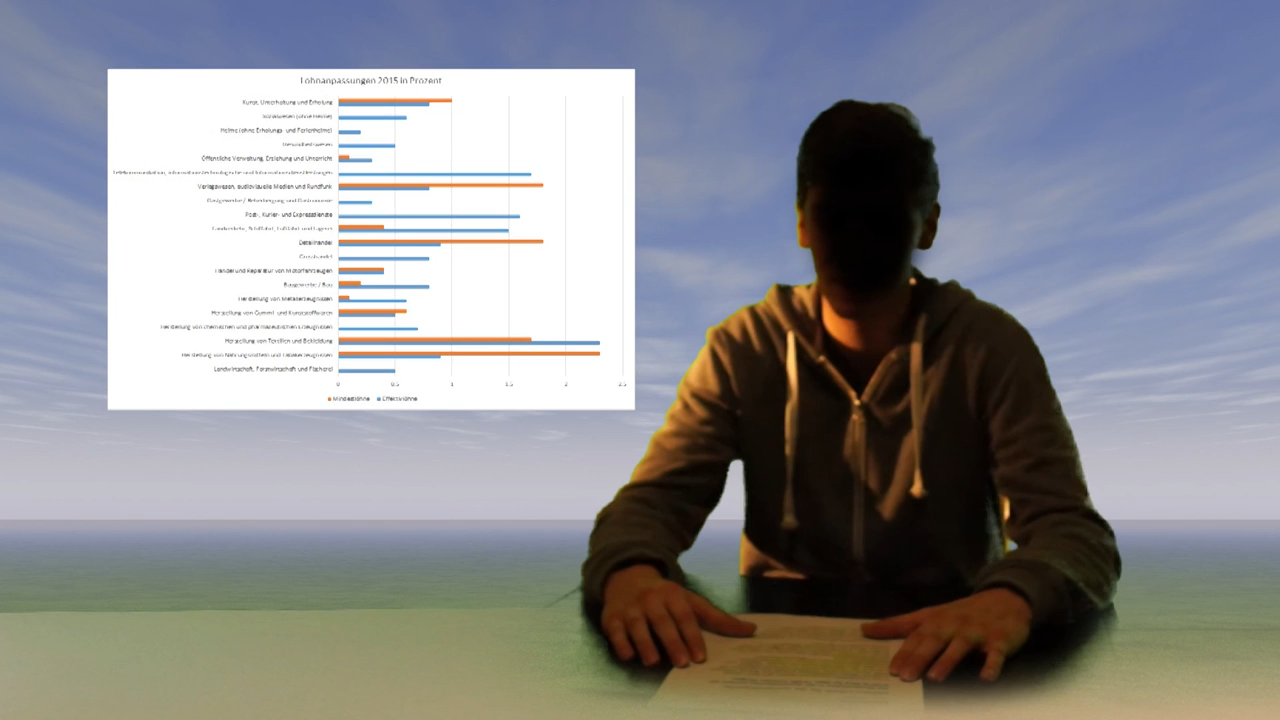 Lohnanpassungen 2015 in Prozent
Kunst, Unterhaltung und Erholung
Sozialwesen (ohne Heime)
Heime (ohne Erholungs- und Ferienheime)
Gesundheitswesen
Öffentliche Verwaltung, Erziehung und Unterricht
Telekommunikation, informationstechnologische und Informationsdienstleistungen
Verlagswesen, audiovisuelle Medien und Rundfunk
Gastgewerbe / Beherbergung und Gastronomie
Post-, Kurier- und Expressdienste
Landverkehr, Schifffahrt, Luftfahrt und Lagerei
Detailhandel
Grosshandel
Handel und Reparatur von Motorfahrzeugen
Baugewerbe / Bau
Herstellung von Metallerzeugnissen
Herstellung von Gummi- und Kunststoffwaren
Herstellung von chemischen und pharmazeutischen Erzeugnissen
Herstellung von Textilien und Bekleidung
Herstellung von Nahrungsmitteln und Tabakerzeugnissen
Landwirtschaft, Forstwirtschaft und Fischerei
0 0.5 1 1.5 2 2.5
Mindestlöhne Effektivlöhne